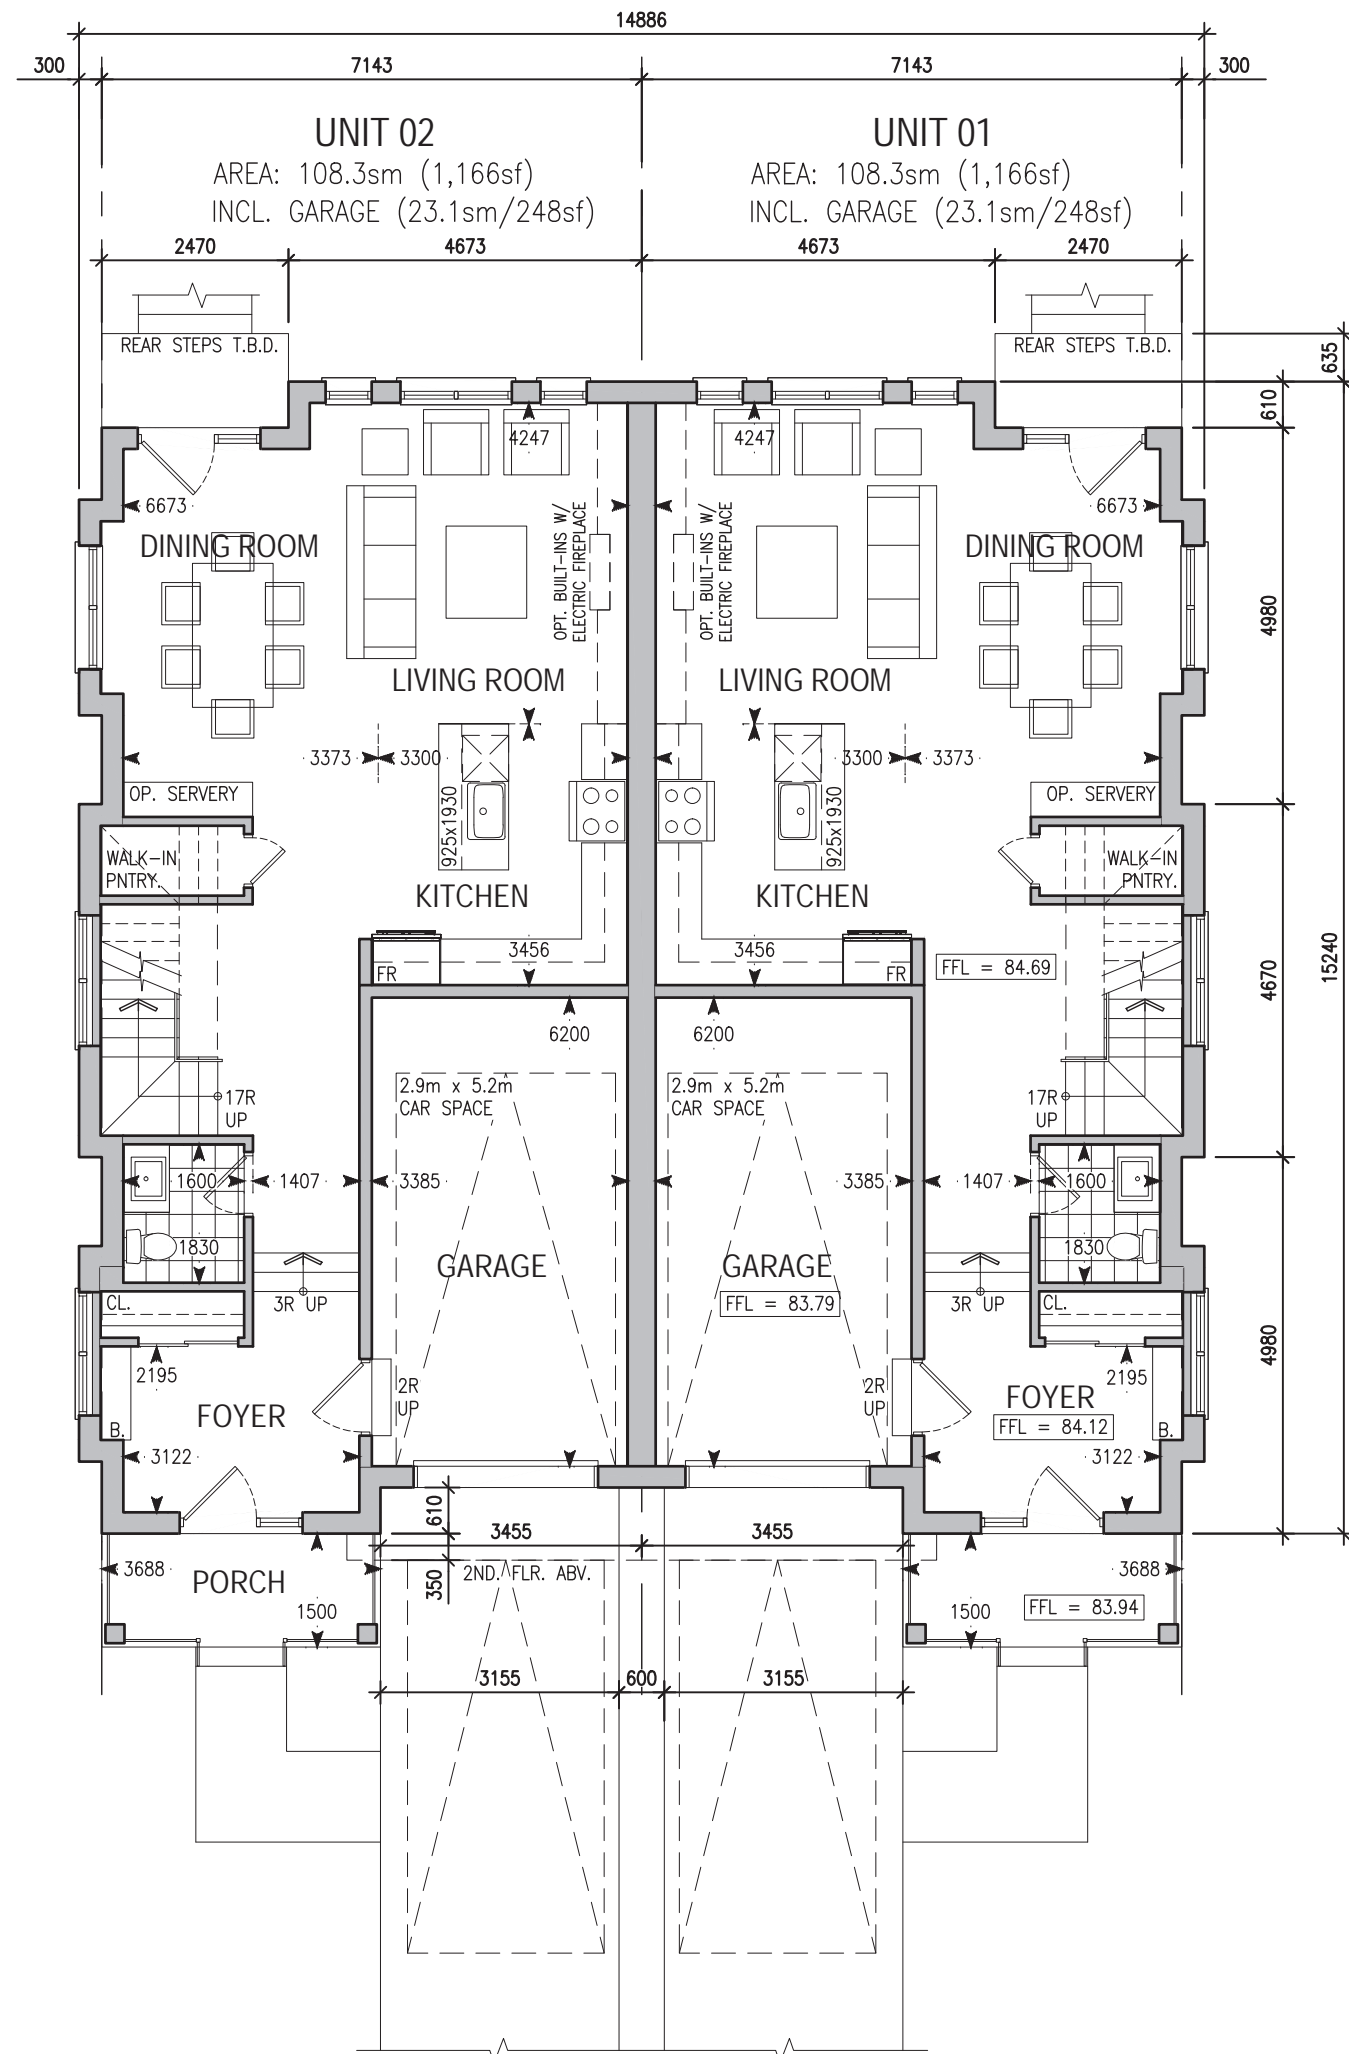 14886
300 7143 7143 300
UNIT 02 UNIT 01
AREA: 108.3sm (1,166sf) AREA: 108.3sm (1,166sf)
INCL. GARAGE (23.1sm/248sf) INCL. GARAGE (23.1sm/248sf)
2470 4673 4673 2470
REAR STEPS T.B.D. REAR STEPS T.B.D.
635
610
4247 4247
6673 6673
OPT. BUILT-INS W/
ELECTRIC FIREPLACE
OPT. BUILT-INS W/
ELECTRIC FIREPLACE
DINING ROOM DINING ROOM
4980
LIVING ROOM LIVING ROOM
3373 3300 3300 3373
OP. SERVERY OP. SERVERY
925x1930 925x1930
WALK-IN
PNTRY.
WALK-IN
PNTRY.
KITCHEN KITCHEN
3456 3456
FR FR
FFL = 84.69
4670
15240
6200 6200
2.9m x 5.2m
CAR SPACE
2.9m x 5.2m
CAR SPACE
17R
UP
17R
UP
1600 1407 3385 3385 1407 1600
1830 1830
GARAGE GARAGE
FFL = 83.79
CL. 3R UP 3R UP CL.
4980
2195 2195
2R
UP
2R
UP
FOYER FOYER
FFL = 84.12
B. B.
3122 3122
610
3455 3455
3688 3688
350
2ND. FLR. ABV.
PORCH
1500 1500
FFL = 83.94
3155 600 3155